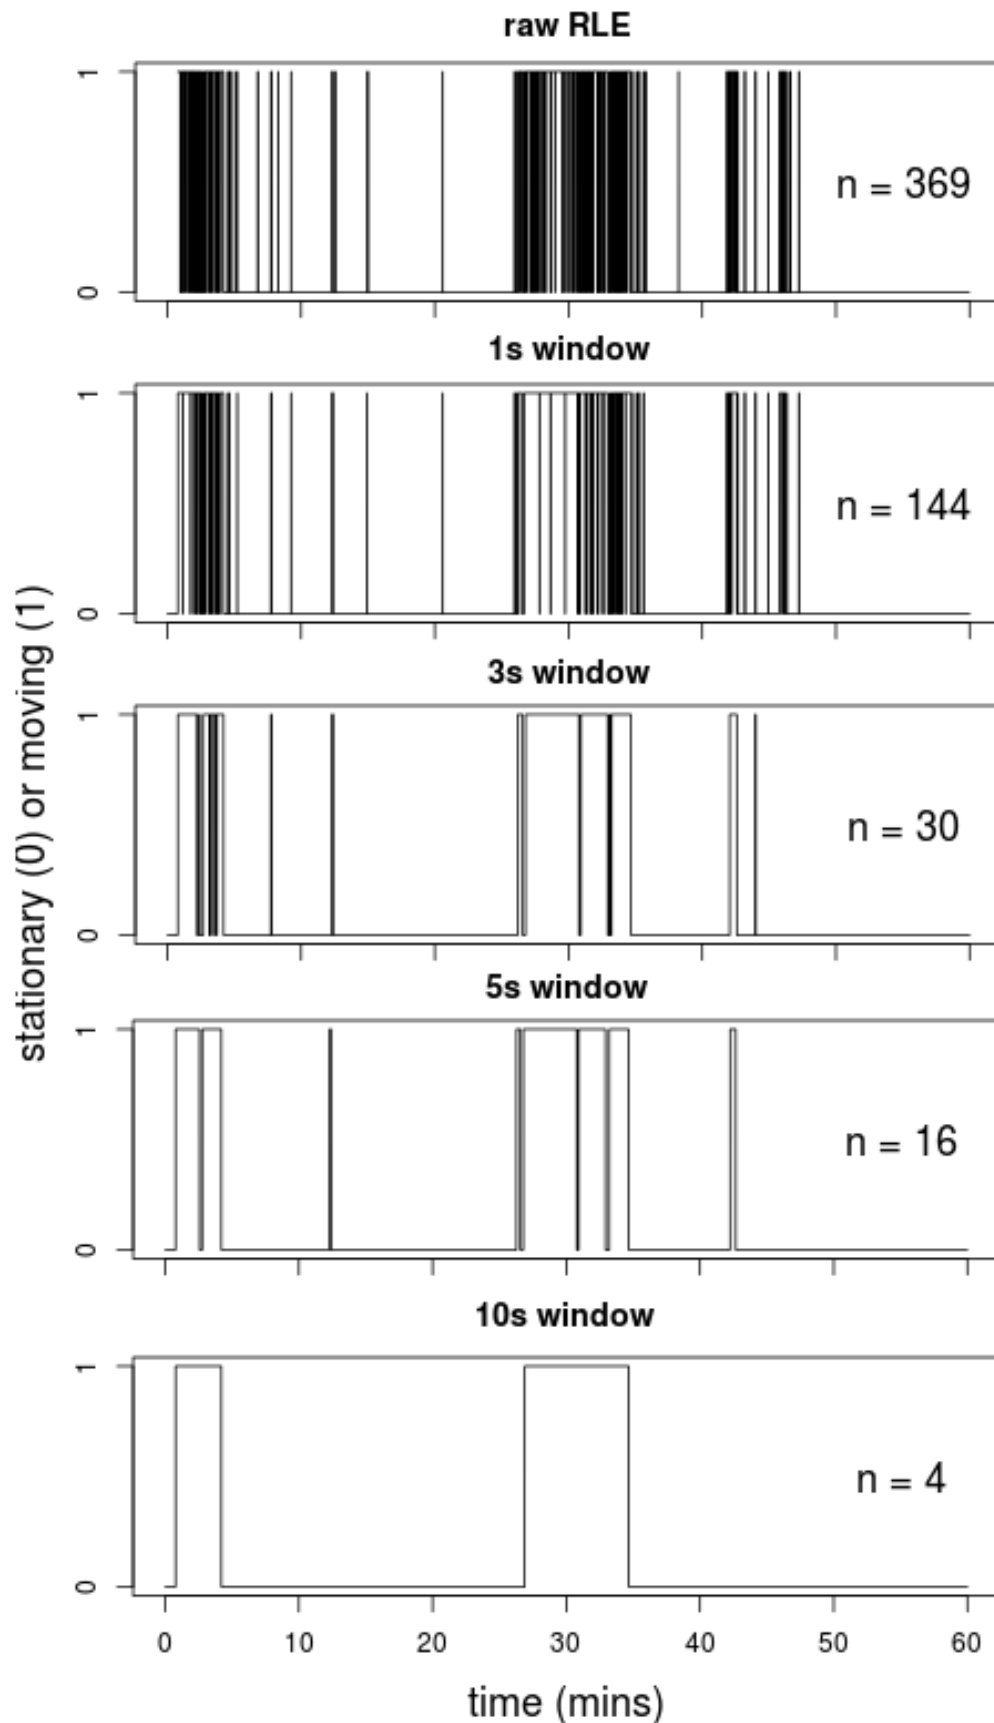 raw RLE
1
0
n = 369
1s window
1
0
n = 144
3s window
1
0
n = 30
5s window
1
0
n = 16
10s window
1
0
n = 4
0 10 20 30 40 50 60
time (mins)
stationary (0) or moving (1)